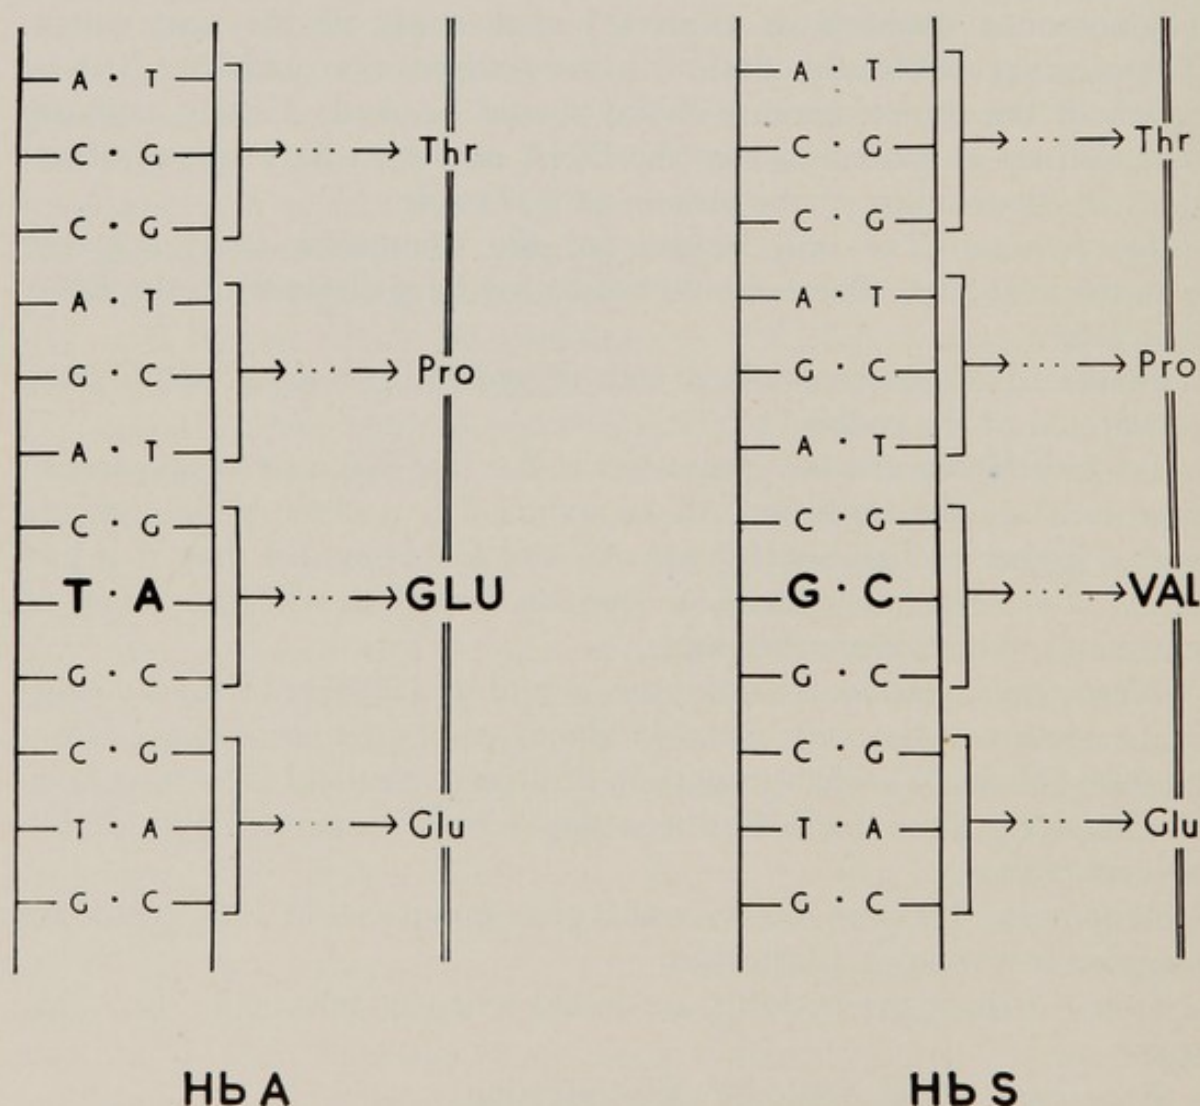 A · T
C · G ··· Thr
C · G
A · T
G · C ··· Pro
A · T
C · G
T · A ··· GLU
G · C
C · G
T · A ··· Glu
G · C
Hb A
A · T
C · G ··· Thr
C · G
A · T
G · C ··· Pro
A · T
C · G
G · C ··· VAL
G · C
C · G
T · A ··· Glu
G · C
Hb S